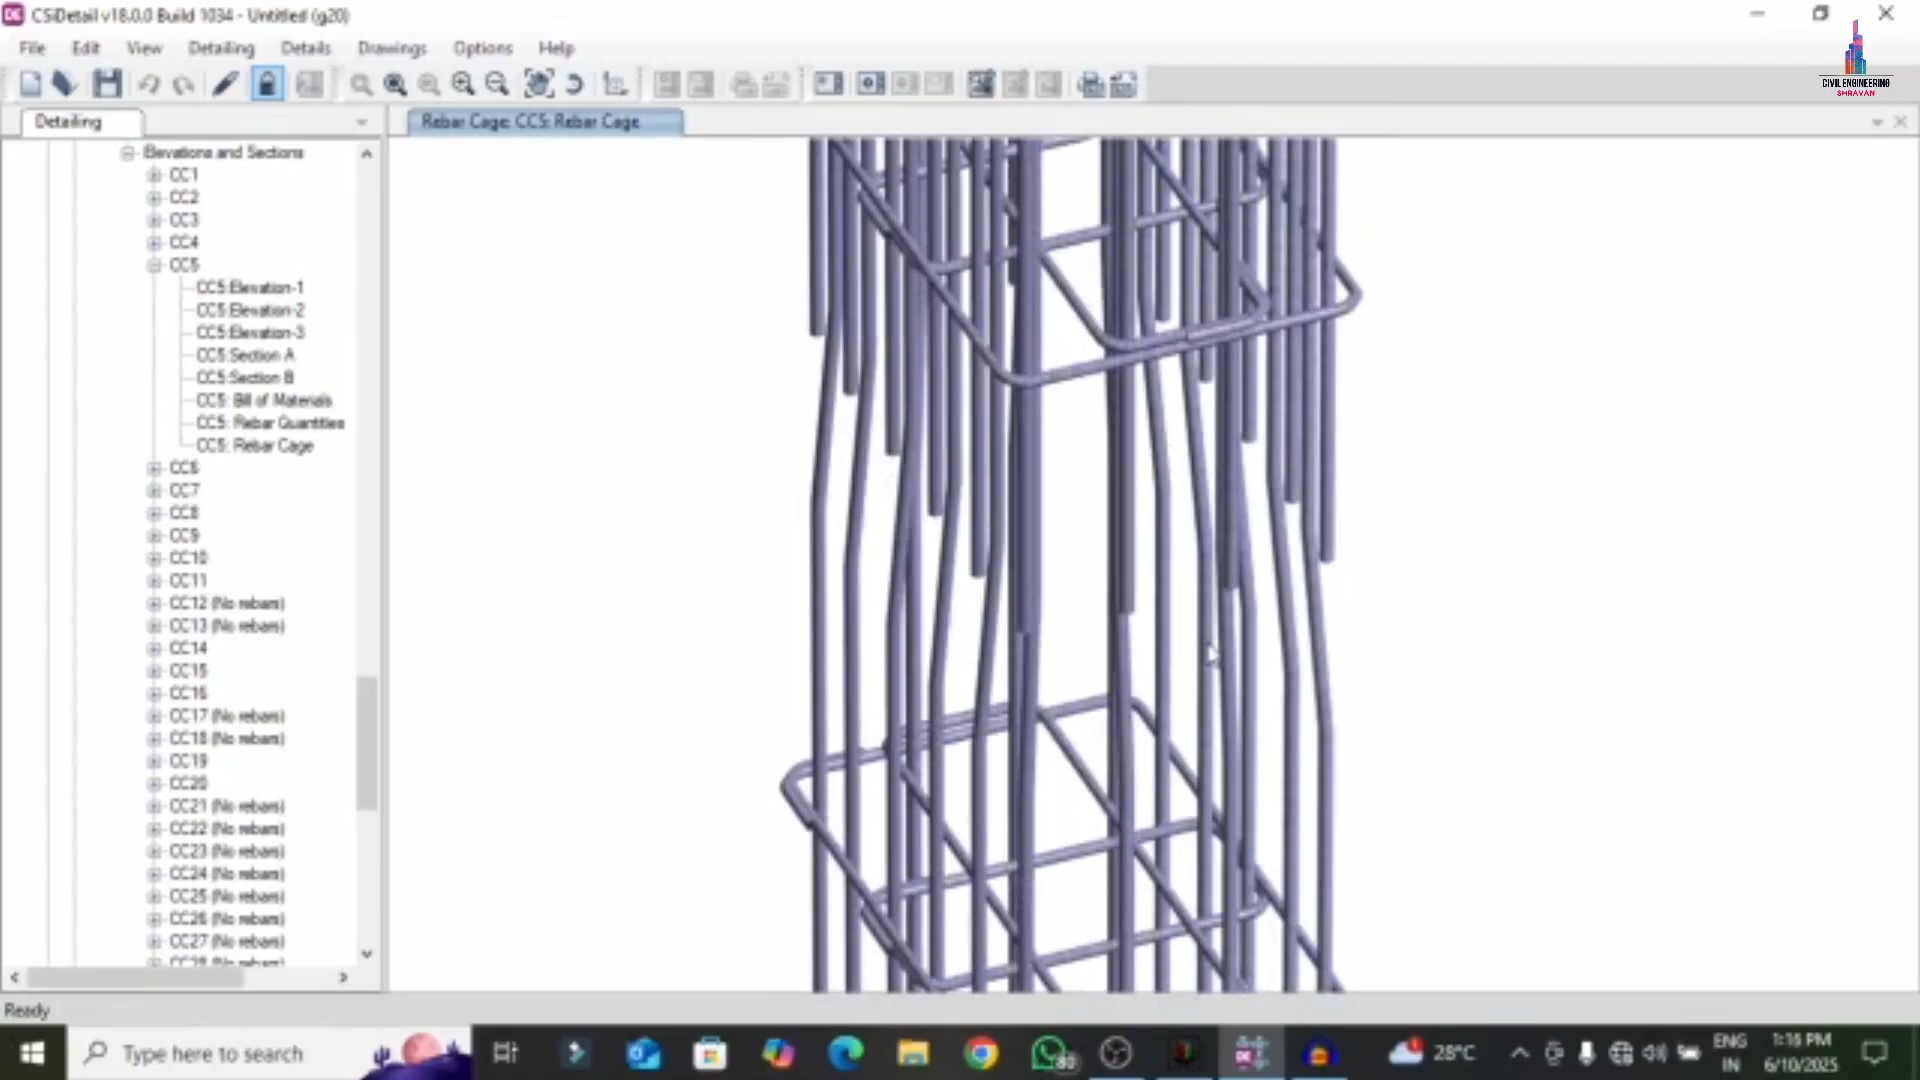 CSiDetail v18.0.0 Build 1034 - Untitled (g20)
File Edit View Detailing Details Drawings Options Help
CIVIL ENGINEERING
SHRAVAN
Detailing
Rebar Cage: CC5: Rebar Cage
Elevations and Sections
CC1
CC2
CC3
CC4
CC5
CC5:Elevation-1
CC5:Elevation-2
CC5:Elevation-3
CC5:Section A
CC5:Section B
CC5: Bill of Materials
CC5: Rebar Quantities
CC5: Rebar Cage
CC6
CC7
CC8
CC9
CC10
CC11
CC12 (No rebars)
CC13 (No rebars)
CC14
CC15
CC16
CC17 (No rebars)
CC18 (No rebars)
CC19
CC20
CC21 (No rebars)
CC22 (No rebars)
CC23 (No rebars)
CC24 (No rebars)
CC25 (No rebars)
CC26 (No rebars)
CC27 (No rebars)
CC28 (No rebars)
Ready
Type here to search
80
28°C
ENG
IN
1:16 PM
6/10/2025